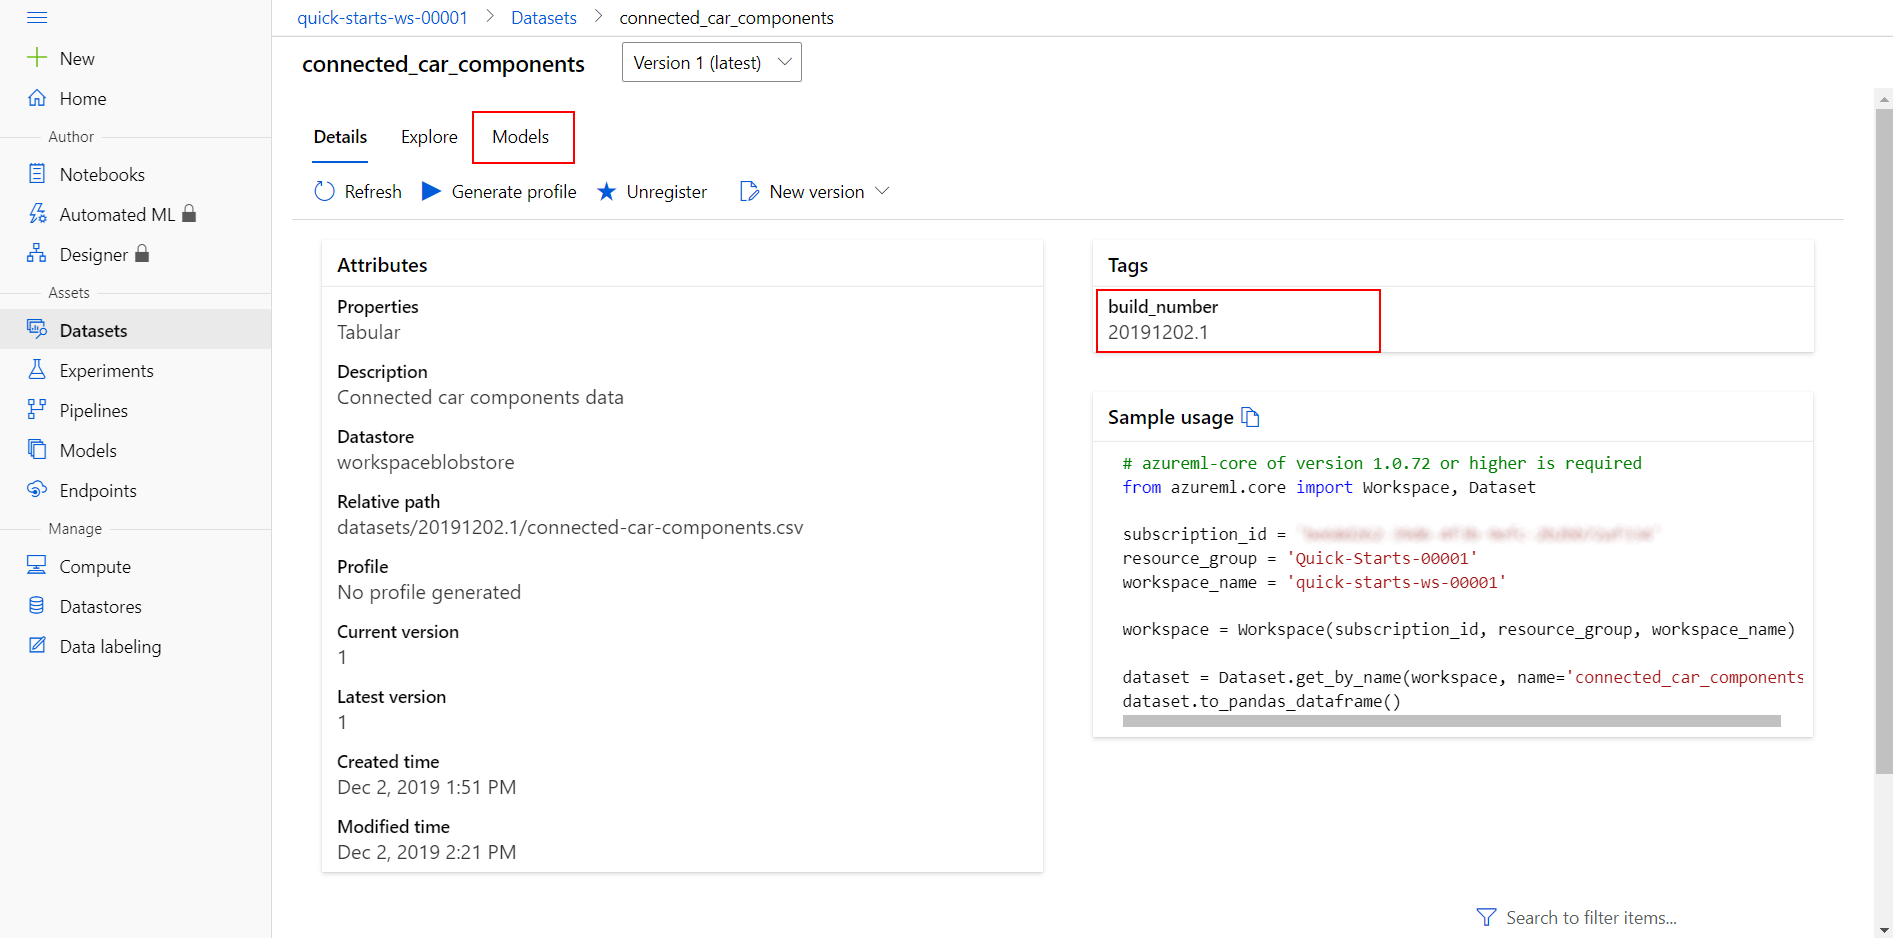 quick-starts-ws-00001 > Datasets > connected_car_components
New
Home
Author
Notebooks
Automated ML
Designer
Assets
Datasets
Experiments
Pipelines
Models
Endpoints
Manage
Compute
Datastores
Data labeling
connected_car_components
Version 1 (latest)
Details Explore Models
Refresh Generate profile Unregister New version
Attributes
Properties
Tabular
Description
Connected car components data
Datastore
workspaceblobstore
Relative path
datasets/20191202.1/connected-car-components.csv
Profile
No profile generated
Current version
1
Latest version
1
Created time
Dec 2, 2019 1:51 PM
Modified time
Dec 2, 2019 2:21 PM
Tags
build_number
20191202.1
Sample usage
# azureml-core of version 1.0.72 or higher is required
from azureml.core import Workspace, Dataset
subscription_id =
resource_group = 'Quick-Starts-00001'
workspace_name = 'quick-starts-ws-00001'
workspace = Workspace(subscription_id, resource_group, workspace_name)
dataset = Dataset.get_by_name(workspace, name='connected_car_components
dataset.to_pandas_dataframe()
Search to filter items...